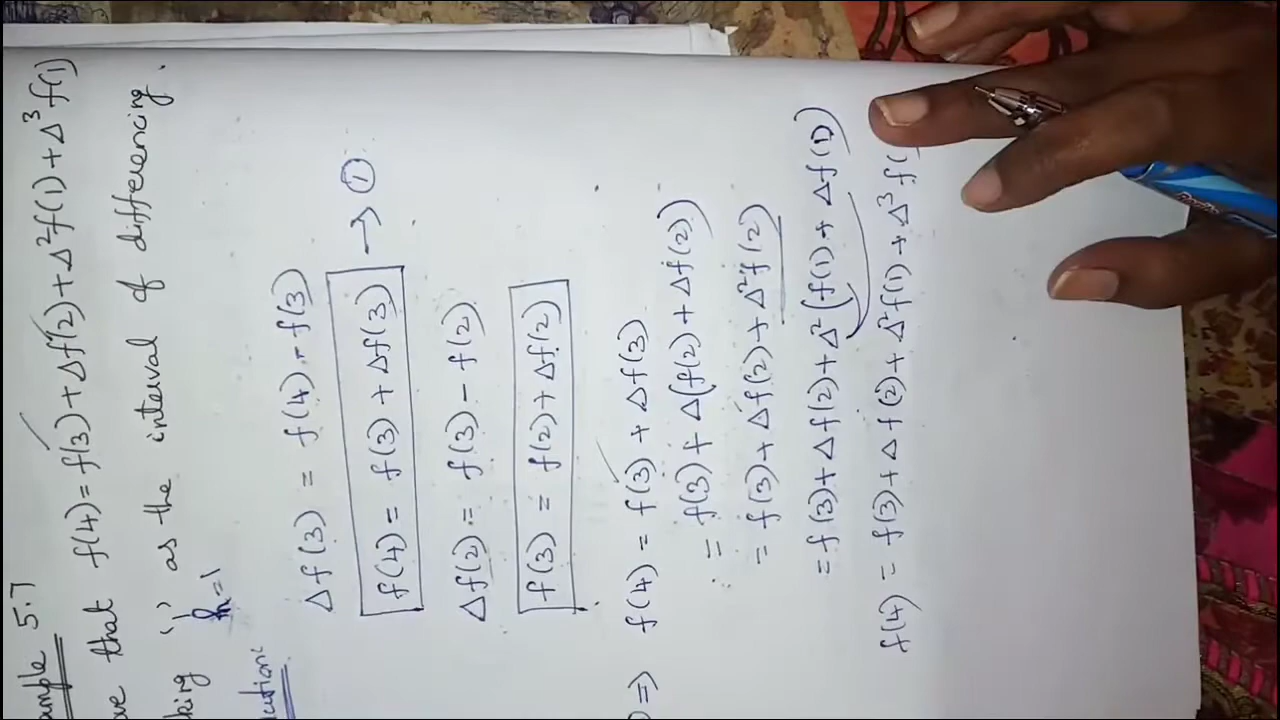 ample 5.7
ve that f(4) = f(3) + Δf(2) + Δ²f(1) + Δ³f(1)
king '1' as the interval of differencing.
h=1
lution:
Δf(3) = f(4) - f(3)
f(4) = f(3) + Δf(3) → ①
Δf(2) = f(3) - f(2)
f(3) = f(2) + Δf(2)
⇒ f(4) = f(3) + Δf(3)
= f(3) + Δ(f(2) + Δf(2))
= f(3) + Δf(2) + Δ²f(2)
= f(3) + Δf(2) + Δ²(f(1) + Δf(1))
f(4) = f(3) + Δf(2) + Δ²f(1) + Δ³f(